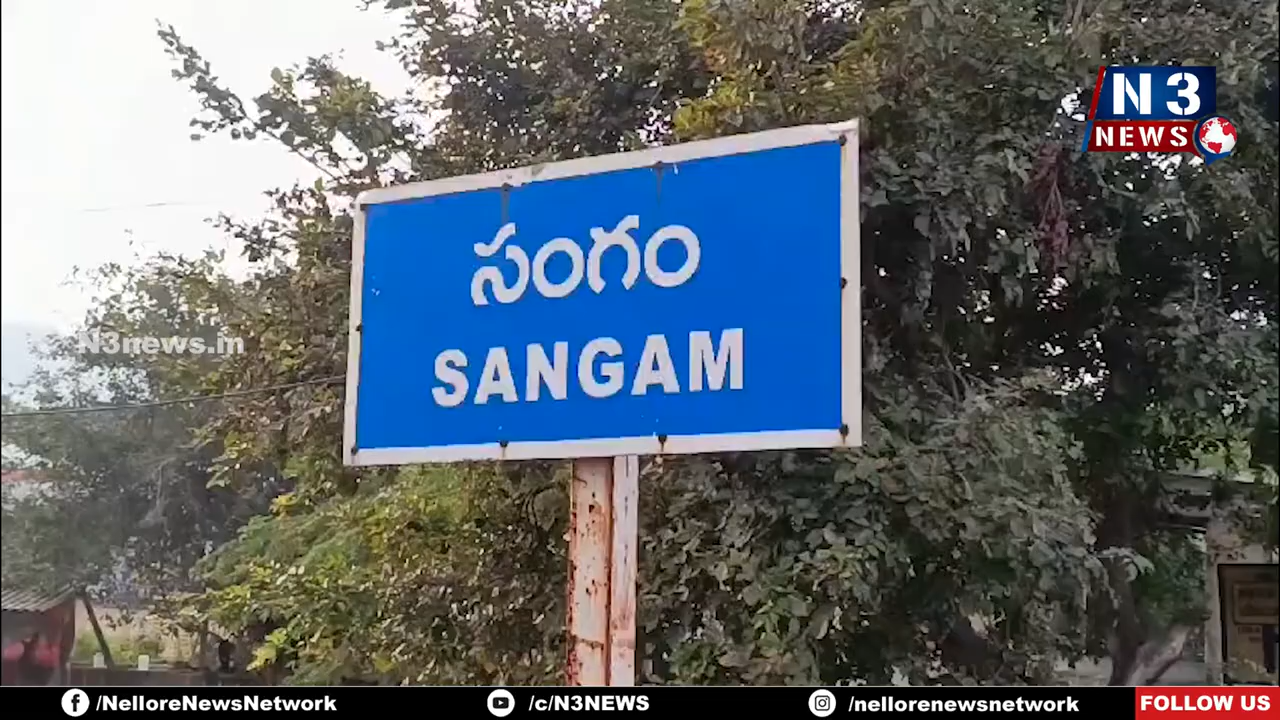 N3
NEWS
సంగం
SANGAM
N3news.in
/NelloreNewsNetwork
/c/N3NEWS
/nellorenewsnetwork
FOLLOW US